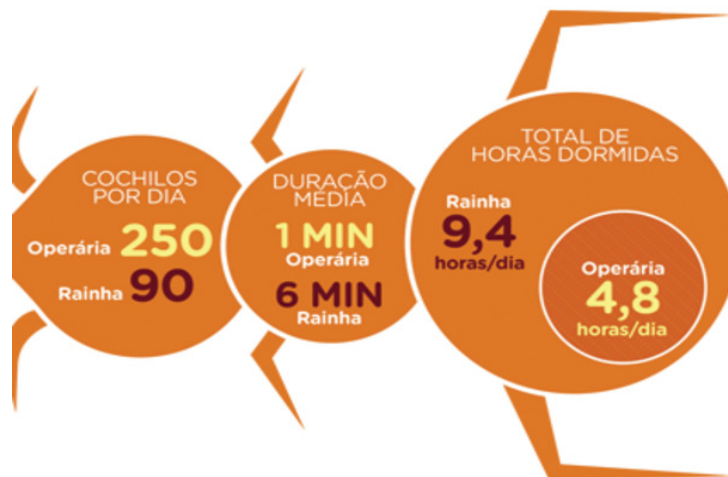 COCHILOS
POR DIA
Operária 250
Rainha 90
DURAÇÃO
MÉDIA
1 MIN
Operária
6 MIN
Rainha
TOTAL DE
HORAS DORMIDAS
Rainha
9,4
horas/dia
Operária
4,8
horas/dia